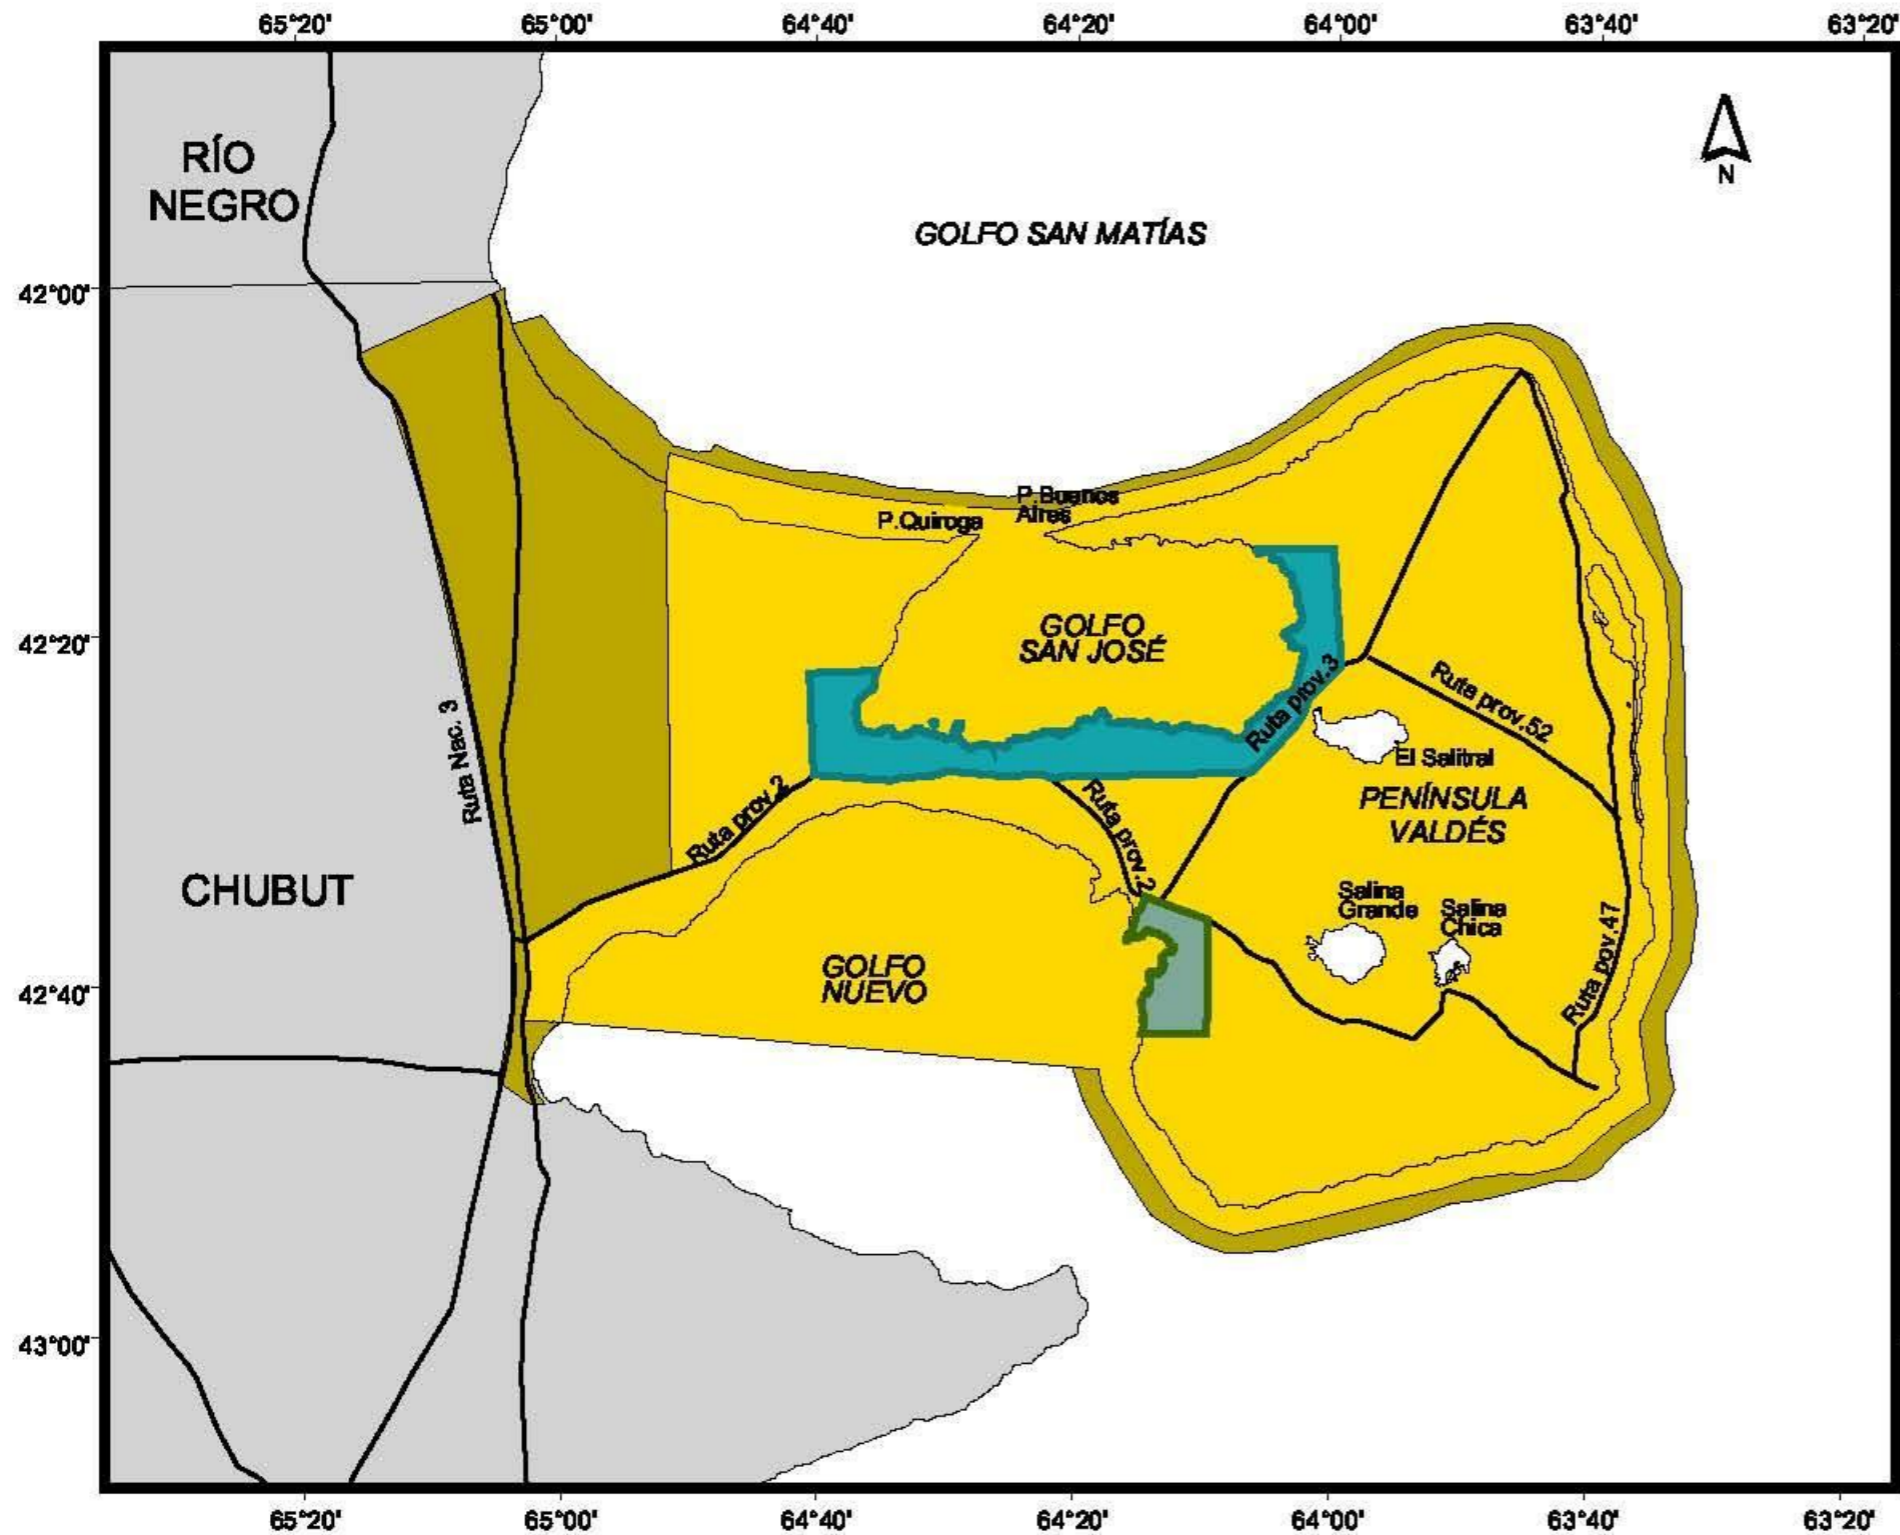 65°20' 65°00' 64°40' 64°20' 64°00' 63°40' 63°20'
N
RÍO
NEGRO
GOLFO SAN MATÍAS
42°00'
P.Buenos
Aires
P.Quiroga
GOLFO
SAN JOSÉ
42°20'
Ruta prov.3
Ruta prov.52
Ruta Nac. 3
El Salitral
PENÍNSULA
VALDÉS
Ruta prov.2
Ruta prov.2
CHUBUT
Salina
Grande
Salina
Chica
Ruta pov.47
GOLFO
NUEVO
42°40'
43°00'
65°20' 65°00' 64°40' 64°20' 64°00' 63°40' 63°20'